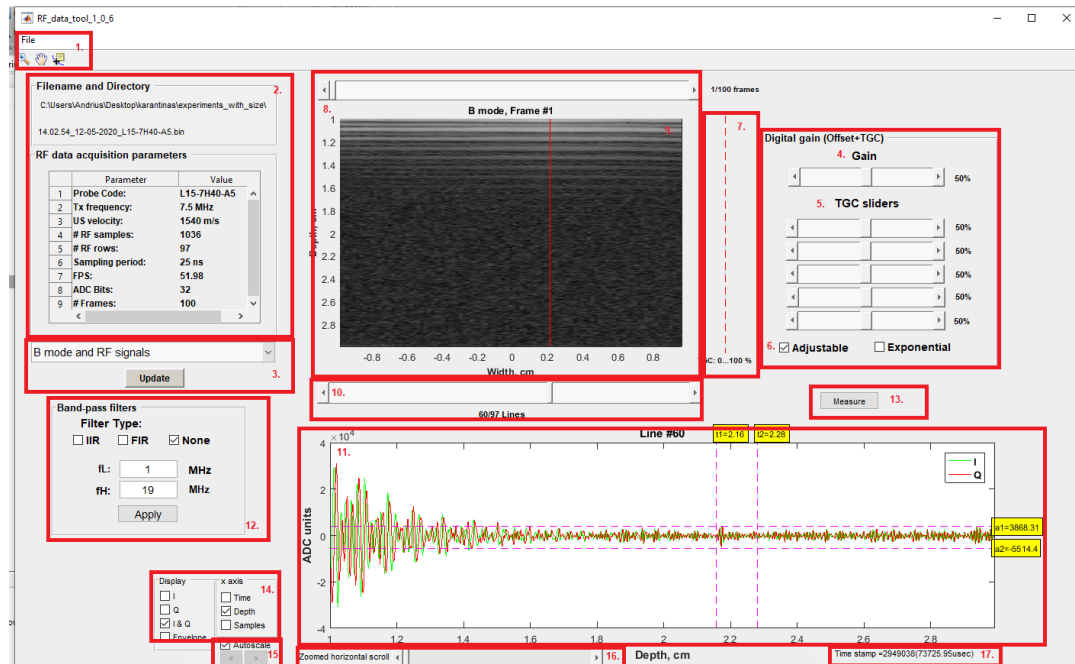 RF_data_tool_1_0_6
File
1.
Filename and Directory
2.
C:\Users\Andrius\Desktop\karantinas\experiments_with_size\
14.02.54_12-05-2020_L15-7H40-A5.bin
RF data acquisition parameters
Parameter Value
1 Probe Code: L15-7H40-A5
2 Tx frequency: 7.5 MHz
3 US velocity: 1540 m/s
4 # RF samples: 1036
5 # RF rows: 97
6 Sampling period: 25 ns
7 FPS: 51.98
8 ADC Bits: 32
9 # Frames: 100
B mode and RF signals
Update
3.
Band-pass filters
Filter Type:
IIR FIR None
fL: 1 MHz
fH: 19 MHz
Apply
12.
8.
1/100 frames
B mode, Frame #1
9.
1
1.2
1.4
1.6
1.8
2
2.2
2.4
2.6
2.8
Depth, cm
-0.8 -0.6 -0.4 -0.2 0 0.2 0.4 0.6 0.8
Width, cm
7.
TGC: 0...100 %
Digital gain (Offset+TGC)
4. Gain
50%
5. TGC sliders
50%
50%
50%
50%
50%
6. Adjustable Exponential
10.
60/97 Lines
Measure
13.
Line #60
t1=2.16 t2=2.28
× 10⁴
11.
4
2
0
-2
-4
ADC units
I
Q
a1=3868.31
a2=-5514.4
1 1.2 1.4 1.6 1.8 2 2.2 2.4 2.6 2.8
Depth, cm
Display
I
Q
I & Q
Envelope
x axis
14.
Time
Depth
Samples
Autoscale
< >
15
Zoomed horizontal scroll
16.
Time stamp =2949038(73725.95usec)
17.